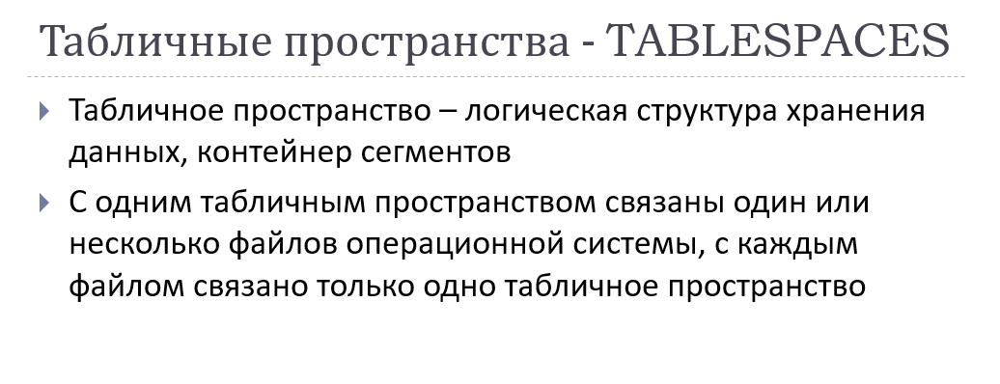 Табличные пространства - TABLESPACES
Табличное пространство – логическая структура хранения
данных, контейнер сегментов
С одним табличным пространством связаны один или
несколько файлов операционной системы, с каждым
файлом связано только одно табличное пространство